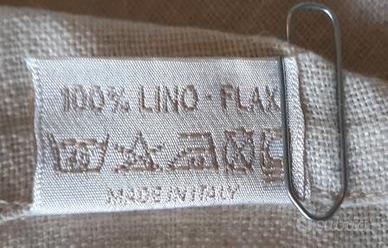 100% LINO - FLAX
MADE IN ITALY